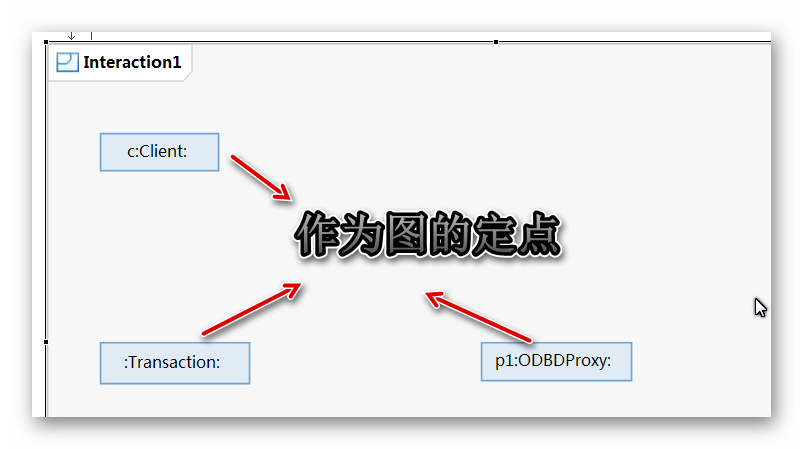 Interaction1
c:Client:
作为图的定点
:Transaction:
p1:ODBDProxy: